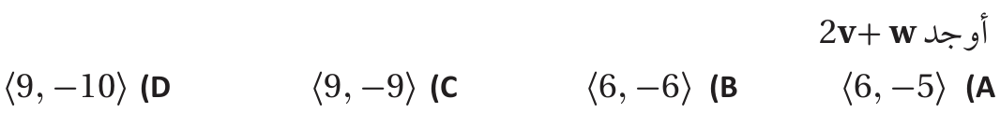 أوجد 2v+ w
(A ⟨6, −5⟩ (B ⟨6, −6⟩ (C ⟨9, −9⟩ (D ⟨9, −10⟩